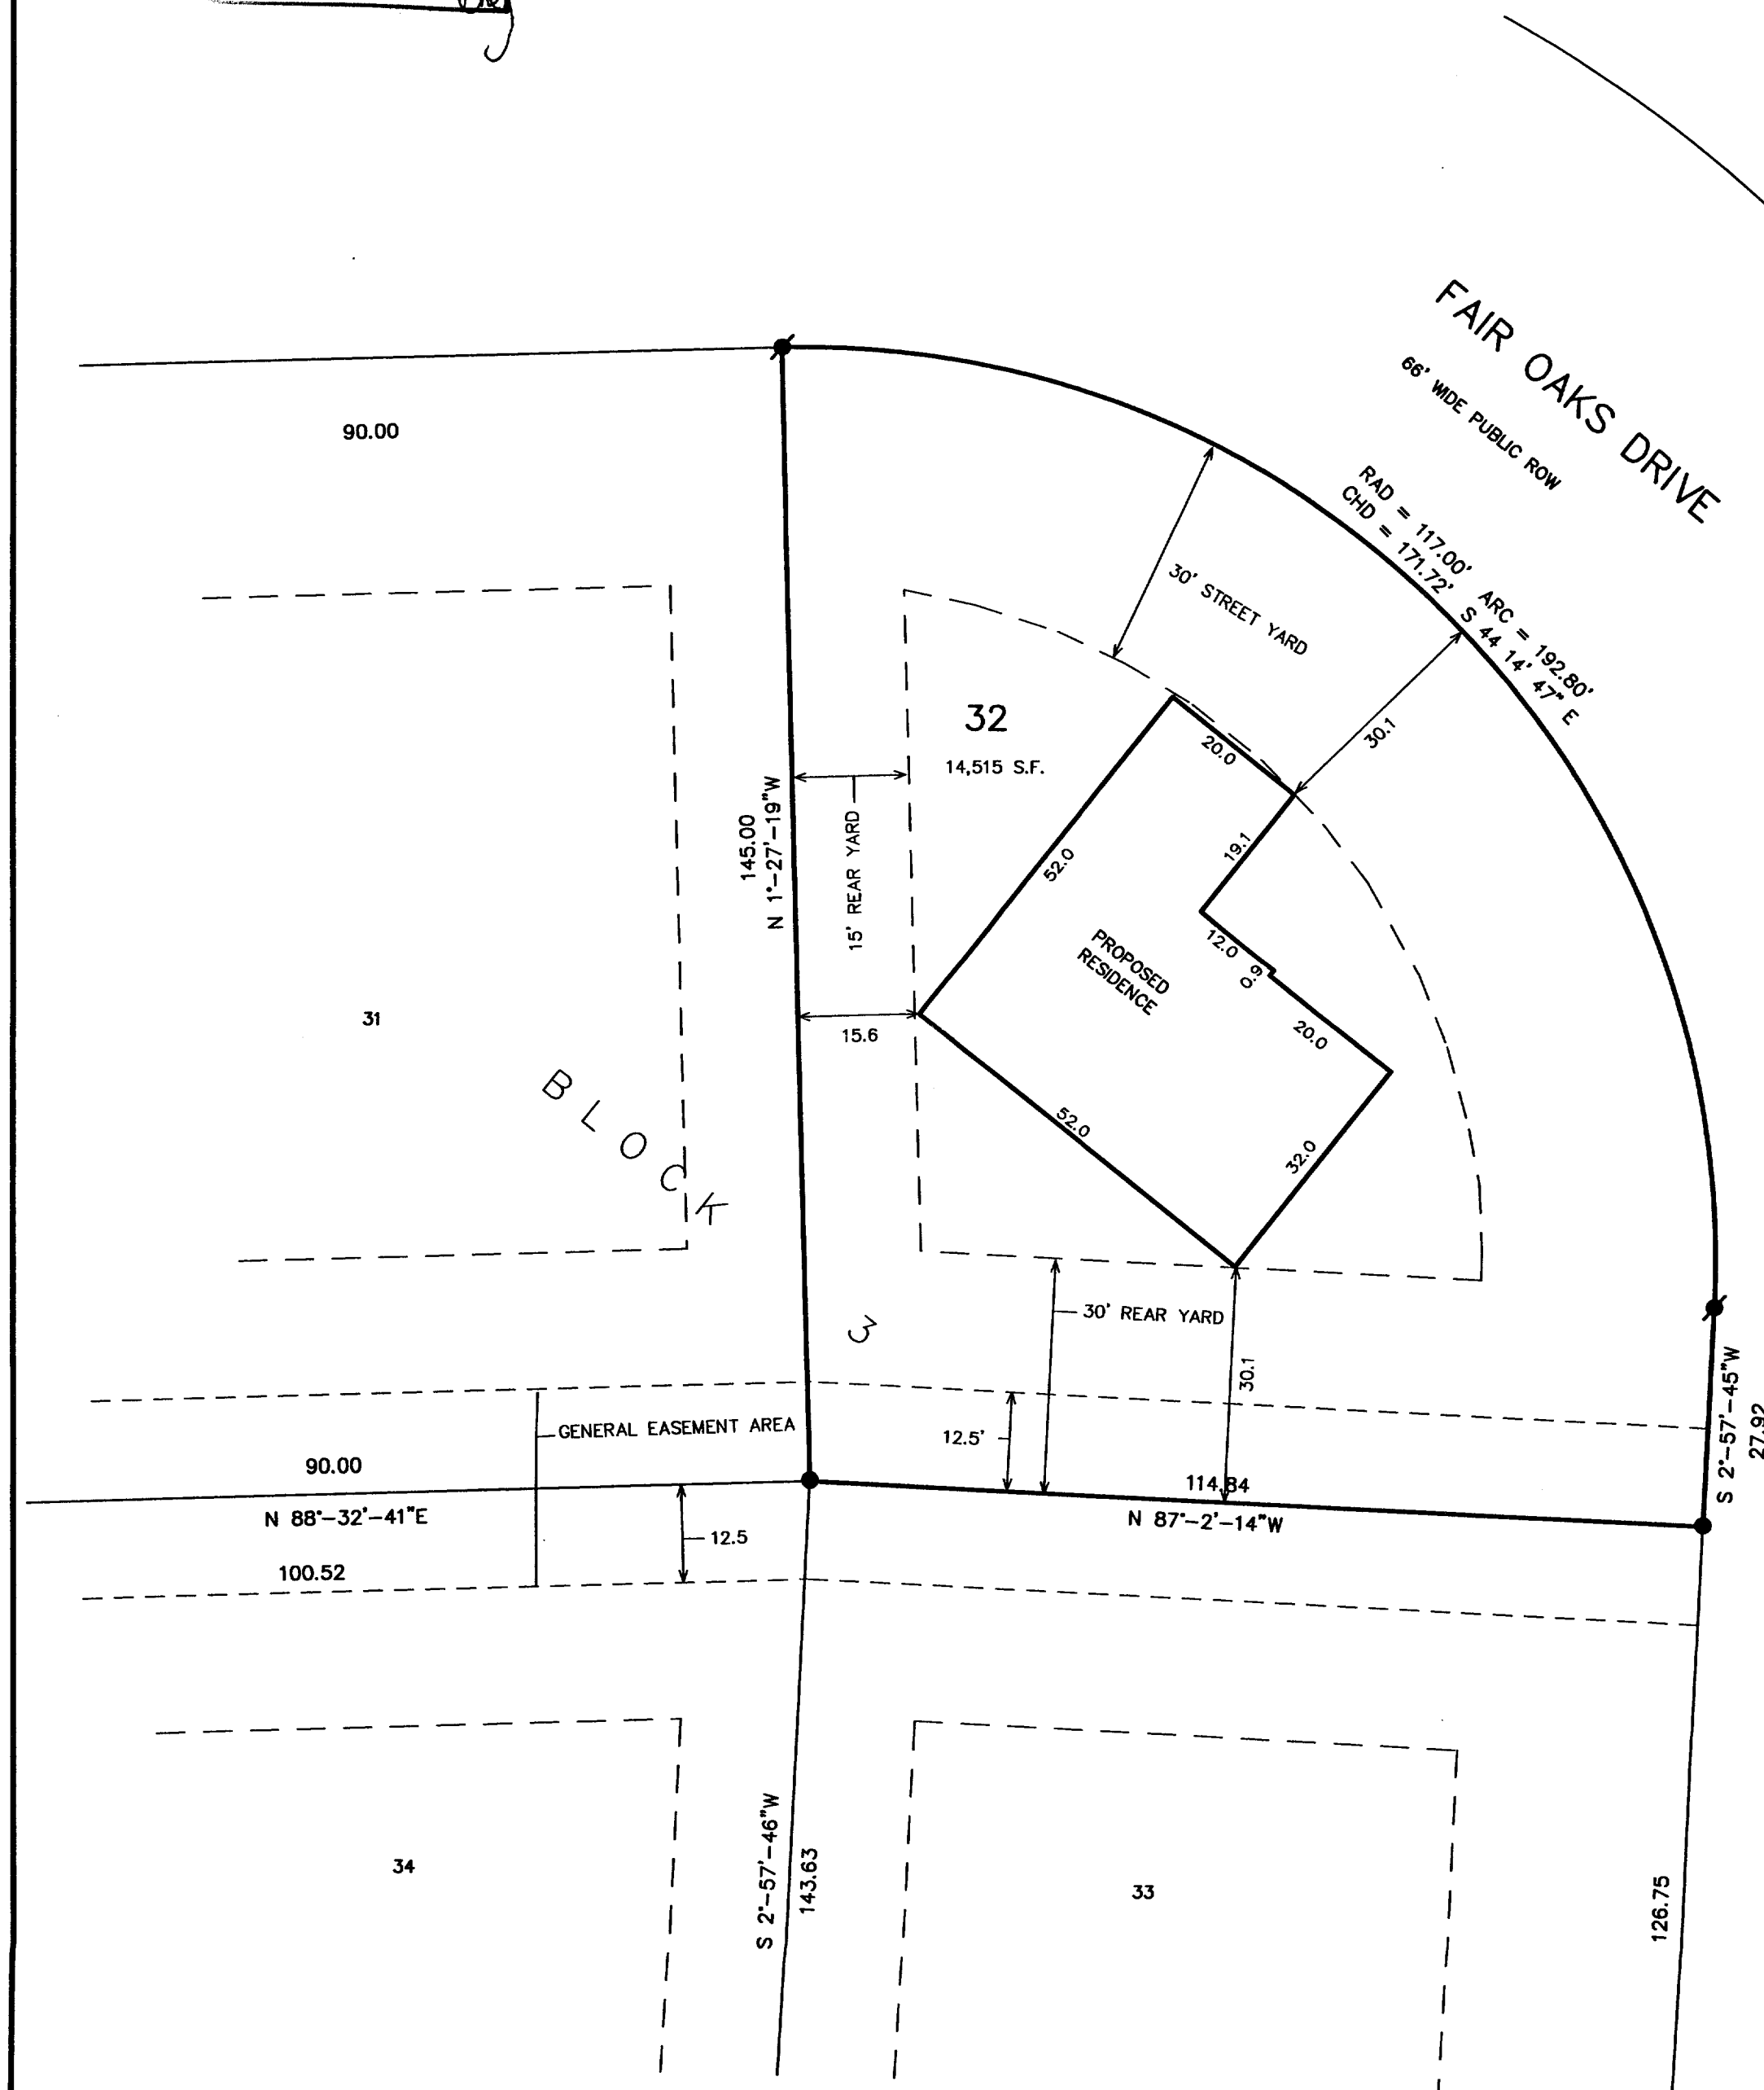 FAIR OAKS DRIVE
66' WIDE PUBLIC ROW
90.00
RAD = 117.00' ARC = 192.80'
CHD = 171.72' S 44 14' 47" E
30' STREET YARD
32
14,515 S.F.
20.0
30.1
145.00
N 1°-27'-19"W
15' REAR YARD
52.0
19.1
PROPOSED
RESIDENCE
12.0
0.9
20.0
31
15.6
BLOCK
52.0
32.0
3
30' REAR YARD
30.1
S 2°-57'-45"W
27.92
GENERAL EASEMENT AREA
12.5'
90.00
114.84
N 88°-32'-41"E
N 87°-2'-14"W
12.5
100.52
S 2°-57'-46"W
143.63
34
33
126.75